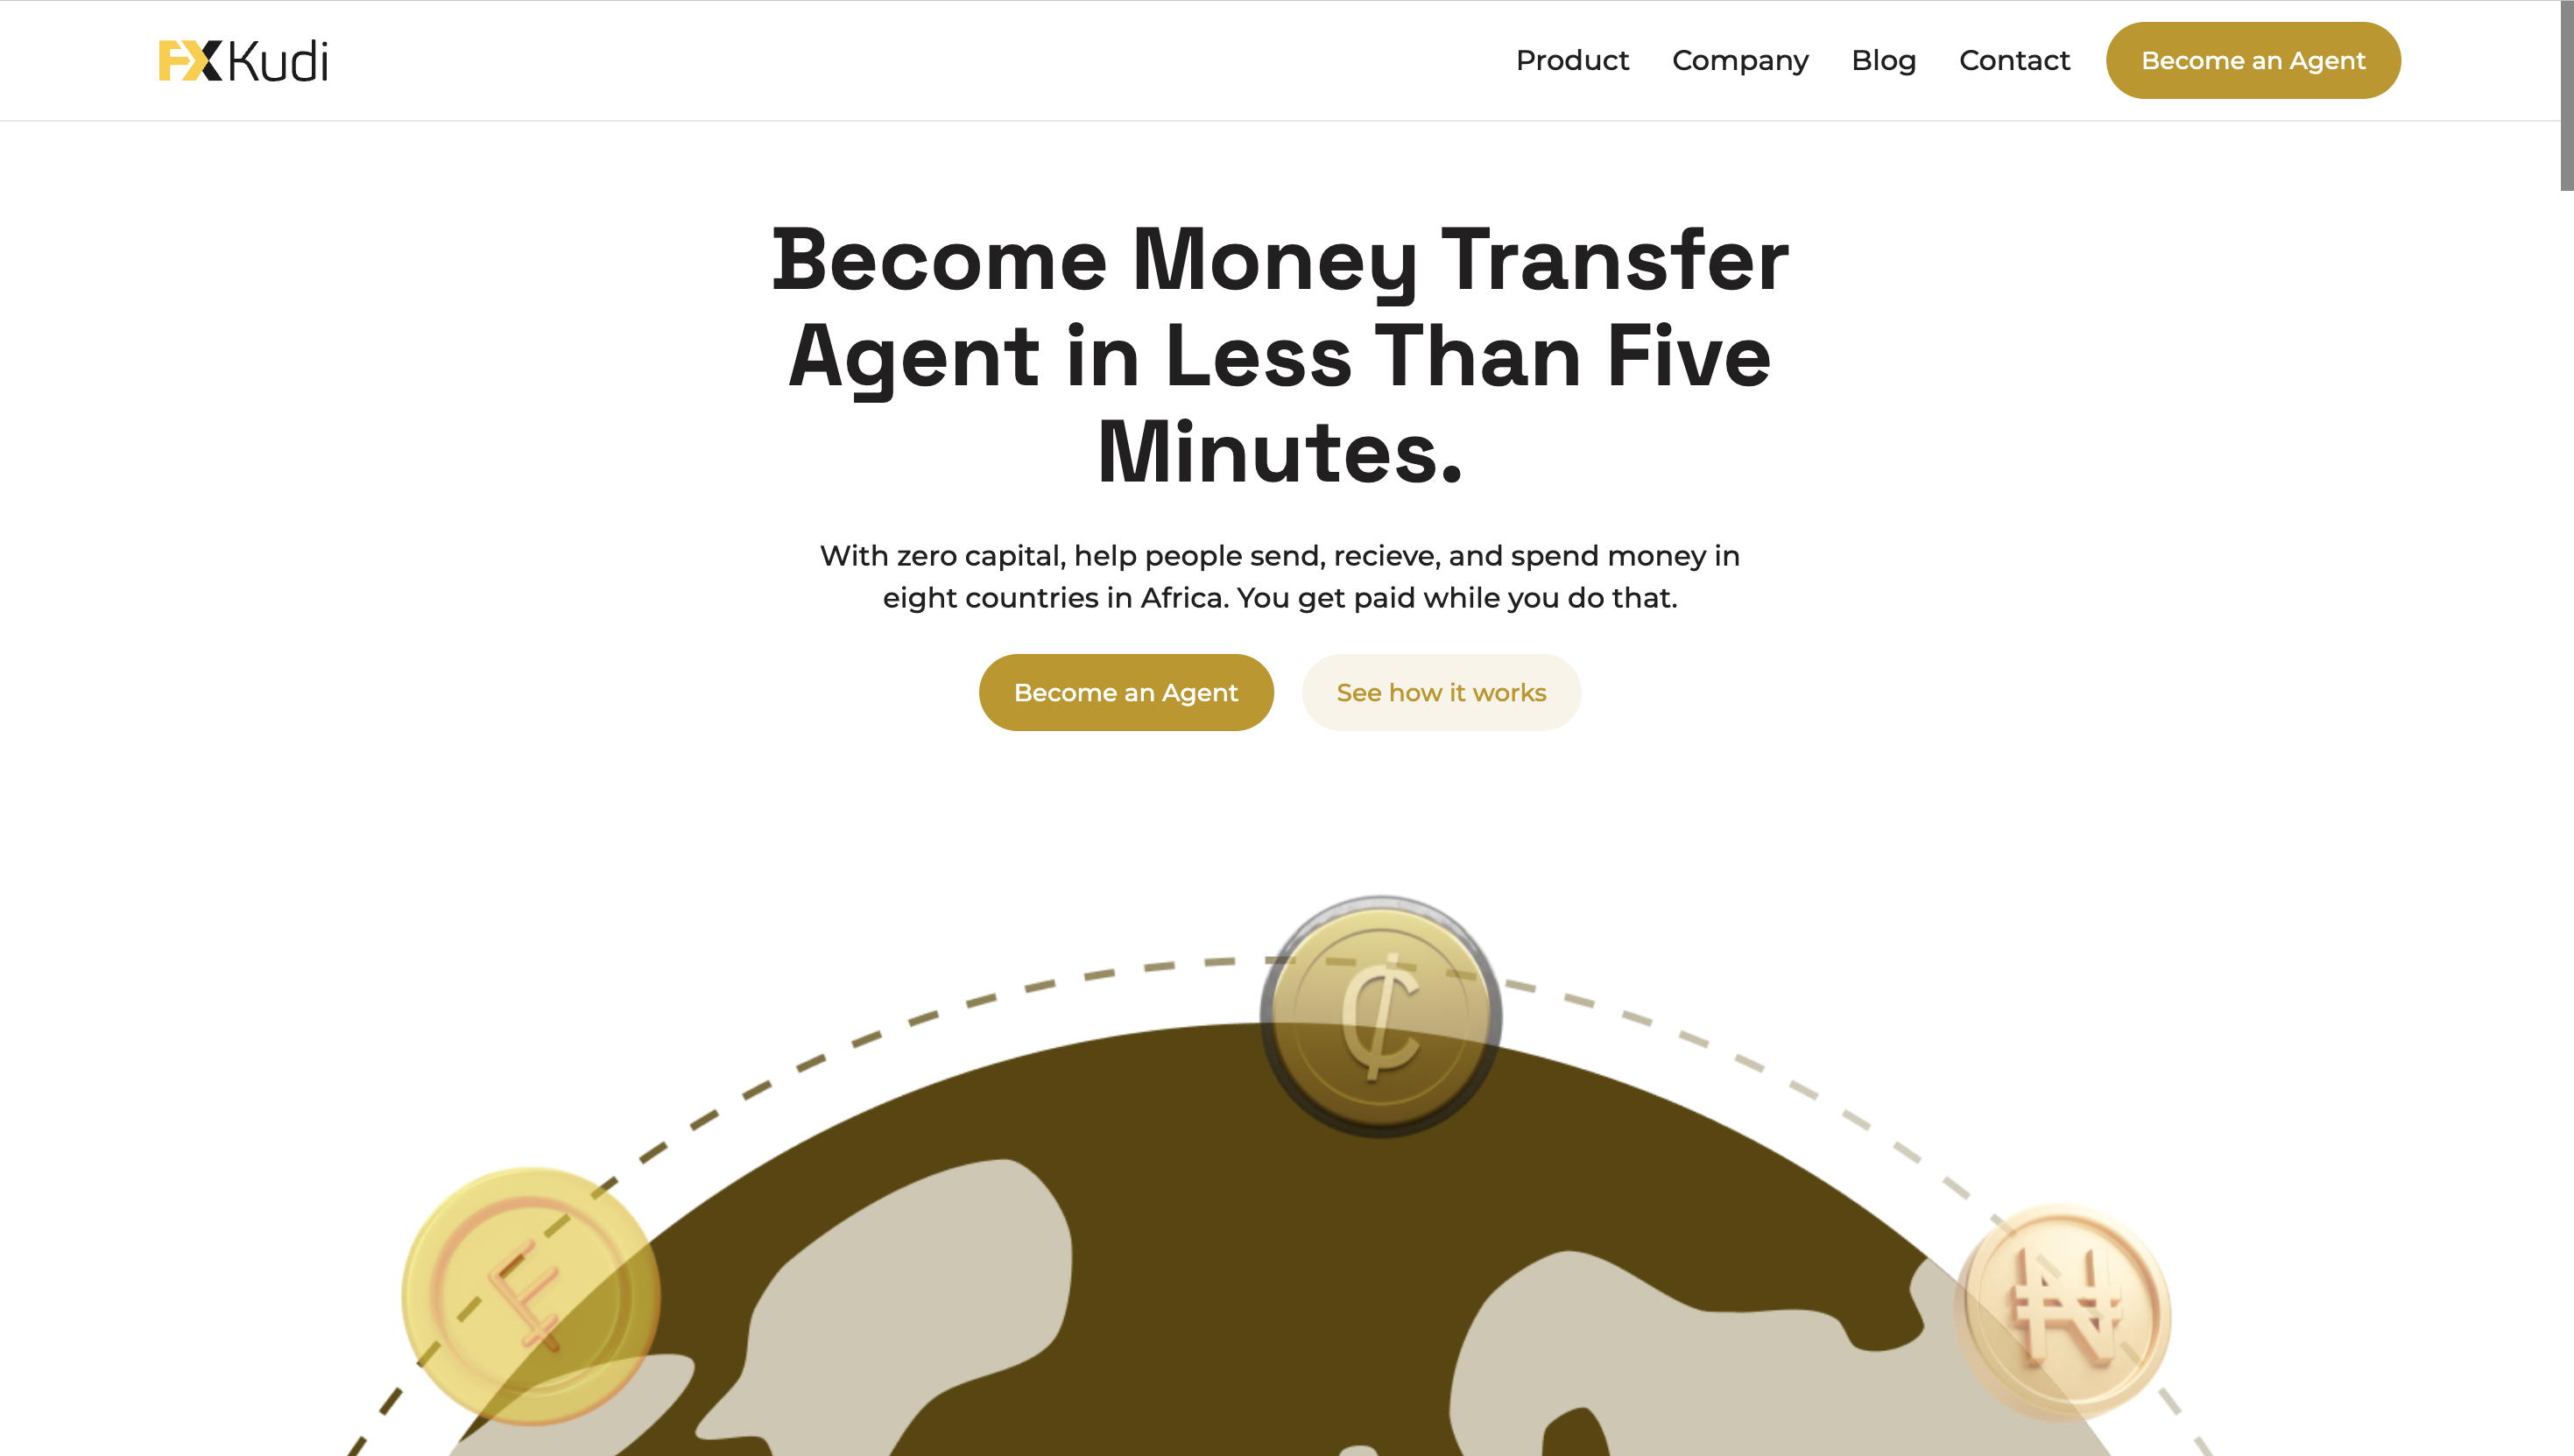 FXKudi
Product
Company
Blog
Contact
Become an Agent
Become Money Transfer
Agent in Less Than Five
Minutes.
With zero capital, help people send, recieve, and spend money in
eight countries in Africa. You get paid while you do that.
Become an Agent
See how it works
₵
₣
₦